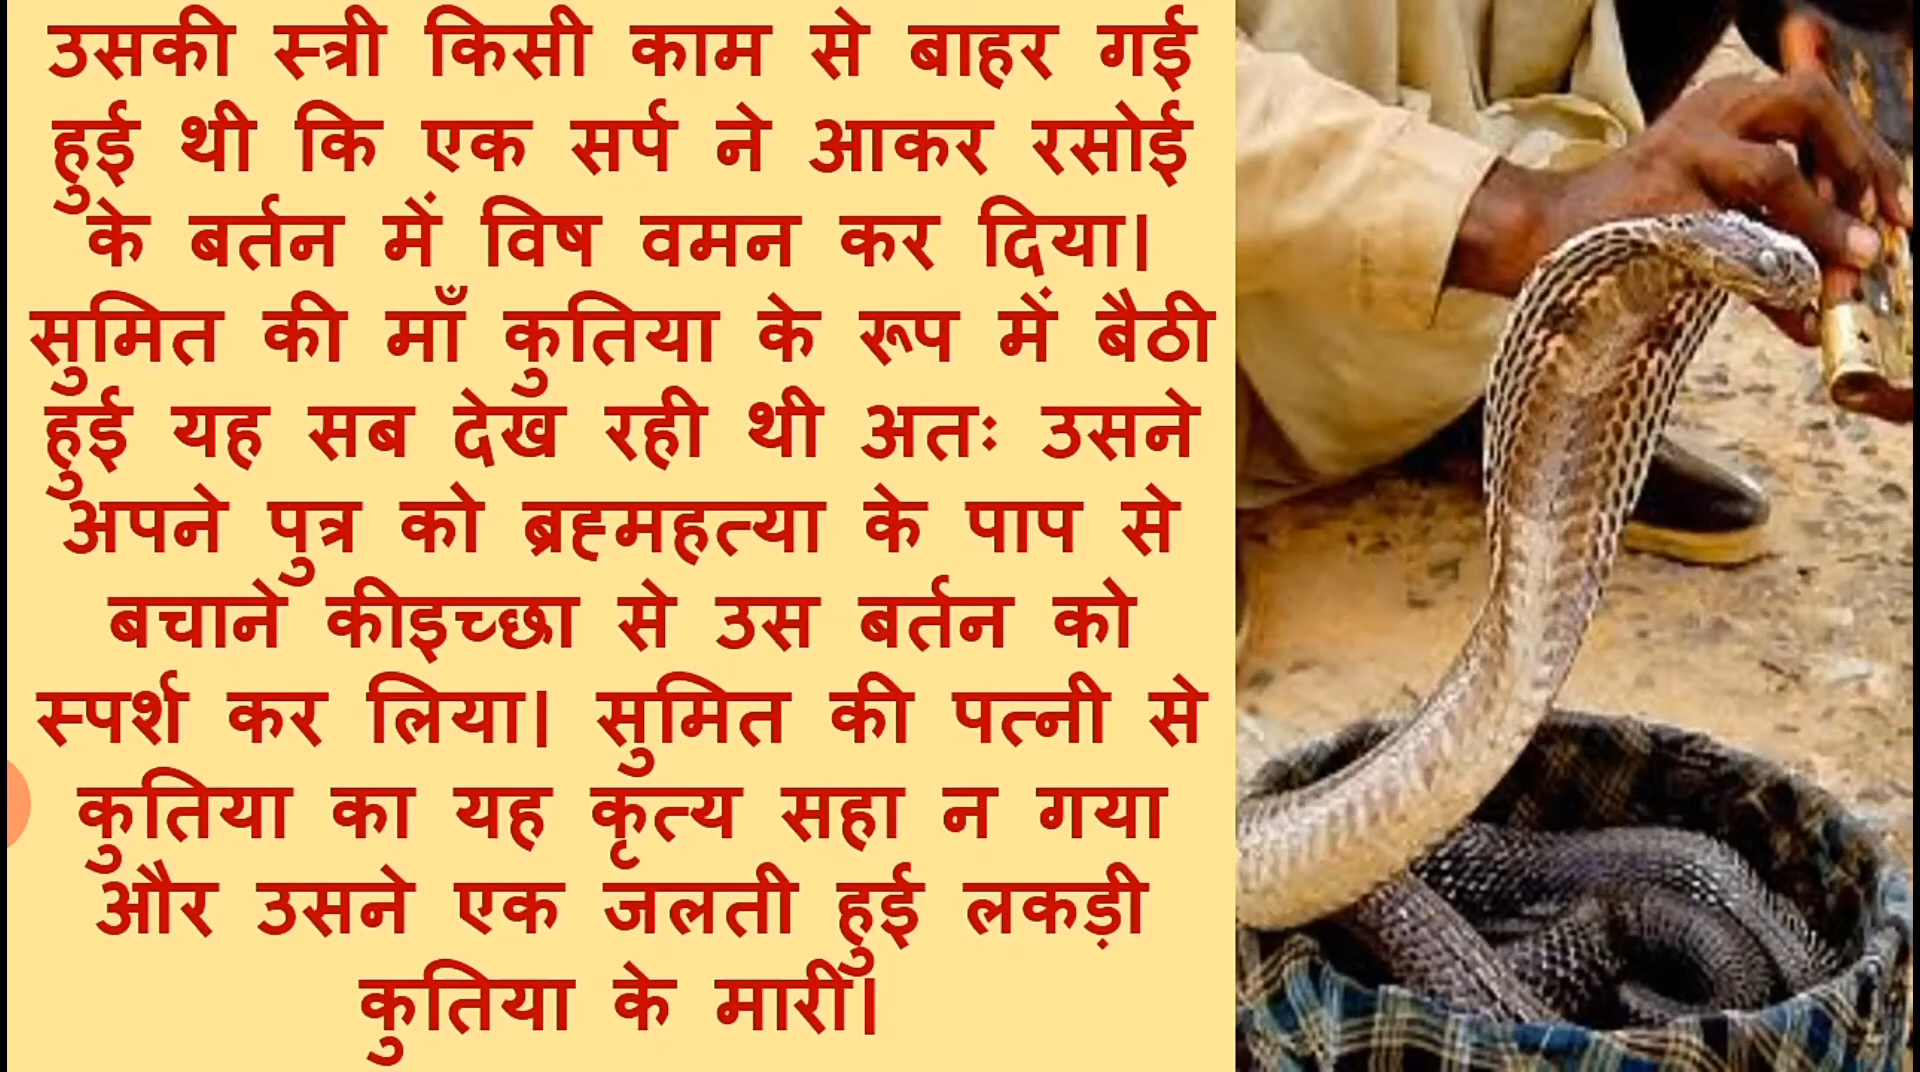 उसकी स्त्री किसी काम से बाहर गई
हुई थी कि एक सर्प ने आकर रसोई
के बर्तन में विष वमन कर दिया।
सुमित की माँ कुतिया के रूप में बैठी
हुई यह सब देख रही थी अतः उसने
अपने पुत्र को ब्रह्महत्या के पाप से
बचाने कीइच्छा से उस बर्तन को
स्पर्श कर लिया। सुमित की पत्नी से
कुतिया का यह कृत्य सहा न गया
और उसने एक जलती हुई लकड़ी
कुतिया के मारी।